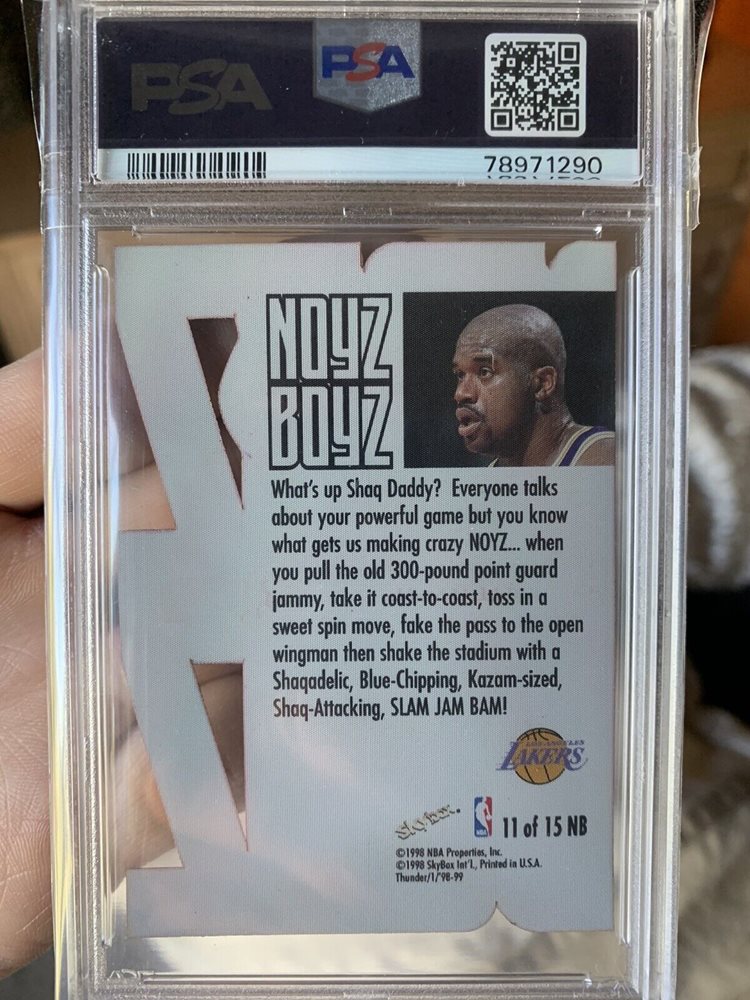 PSA
PSA
78971290
NOYZ
BOYZ
What's up Shaq Daddy? Everyone talks
about your powerful game but you know
what gets us making crazy NOYZ... when
you pull the old 300-pound point guard
jammy, take it coast-to-coast, toss in a
sweet spin move, fake the pass to the open
wingman then shake the stadium with a
Shaqadelic, Blue-Chipping, Kazam-sized,
Shaq-Attacking, SLAM JAM BAM!
LOS ANGELES
LAKERS
SkyBox.
NBA
11 of 15 NB
©1998 NBA Properties, Inc.
©1998 SkyBox Int'l., Printed in U.S.A.
Thunder/1/'98-99